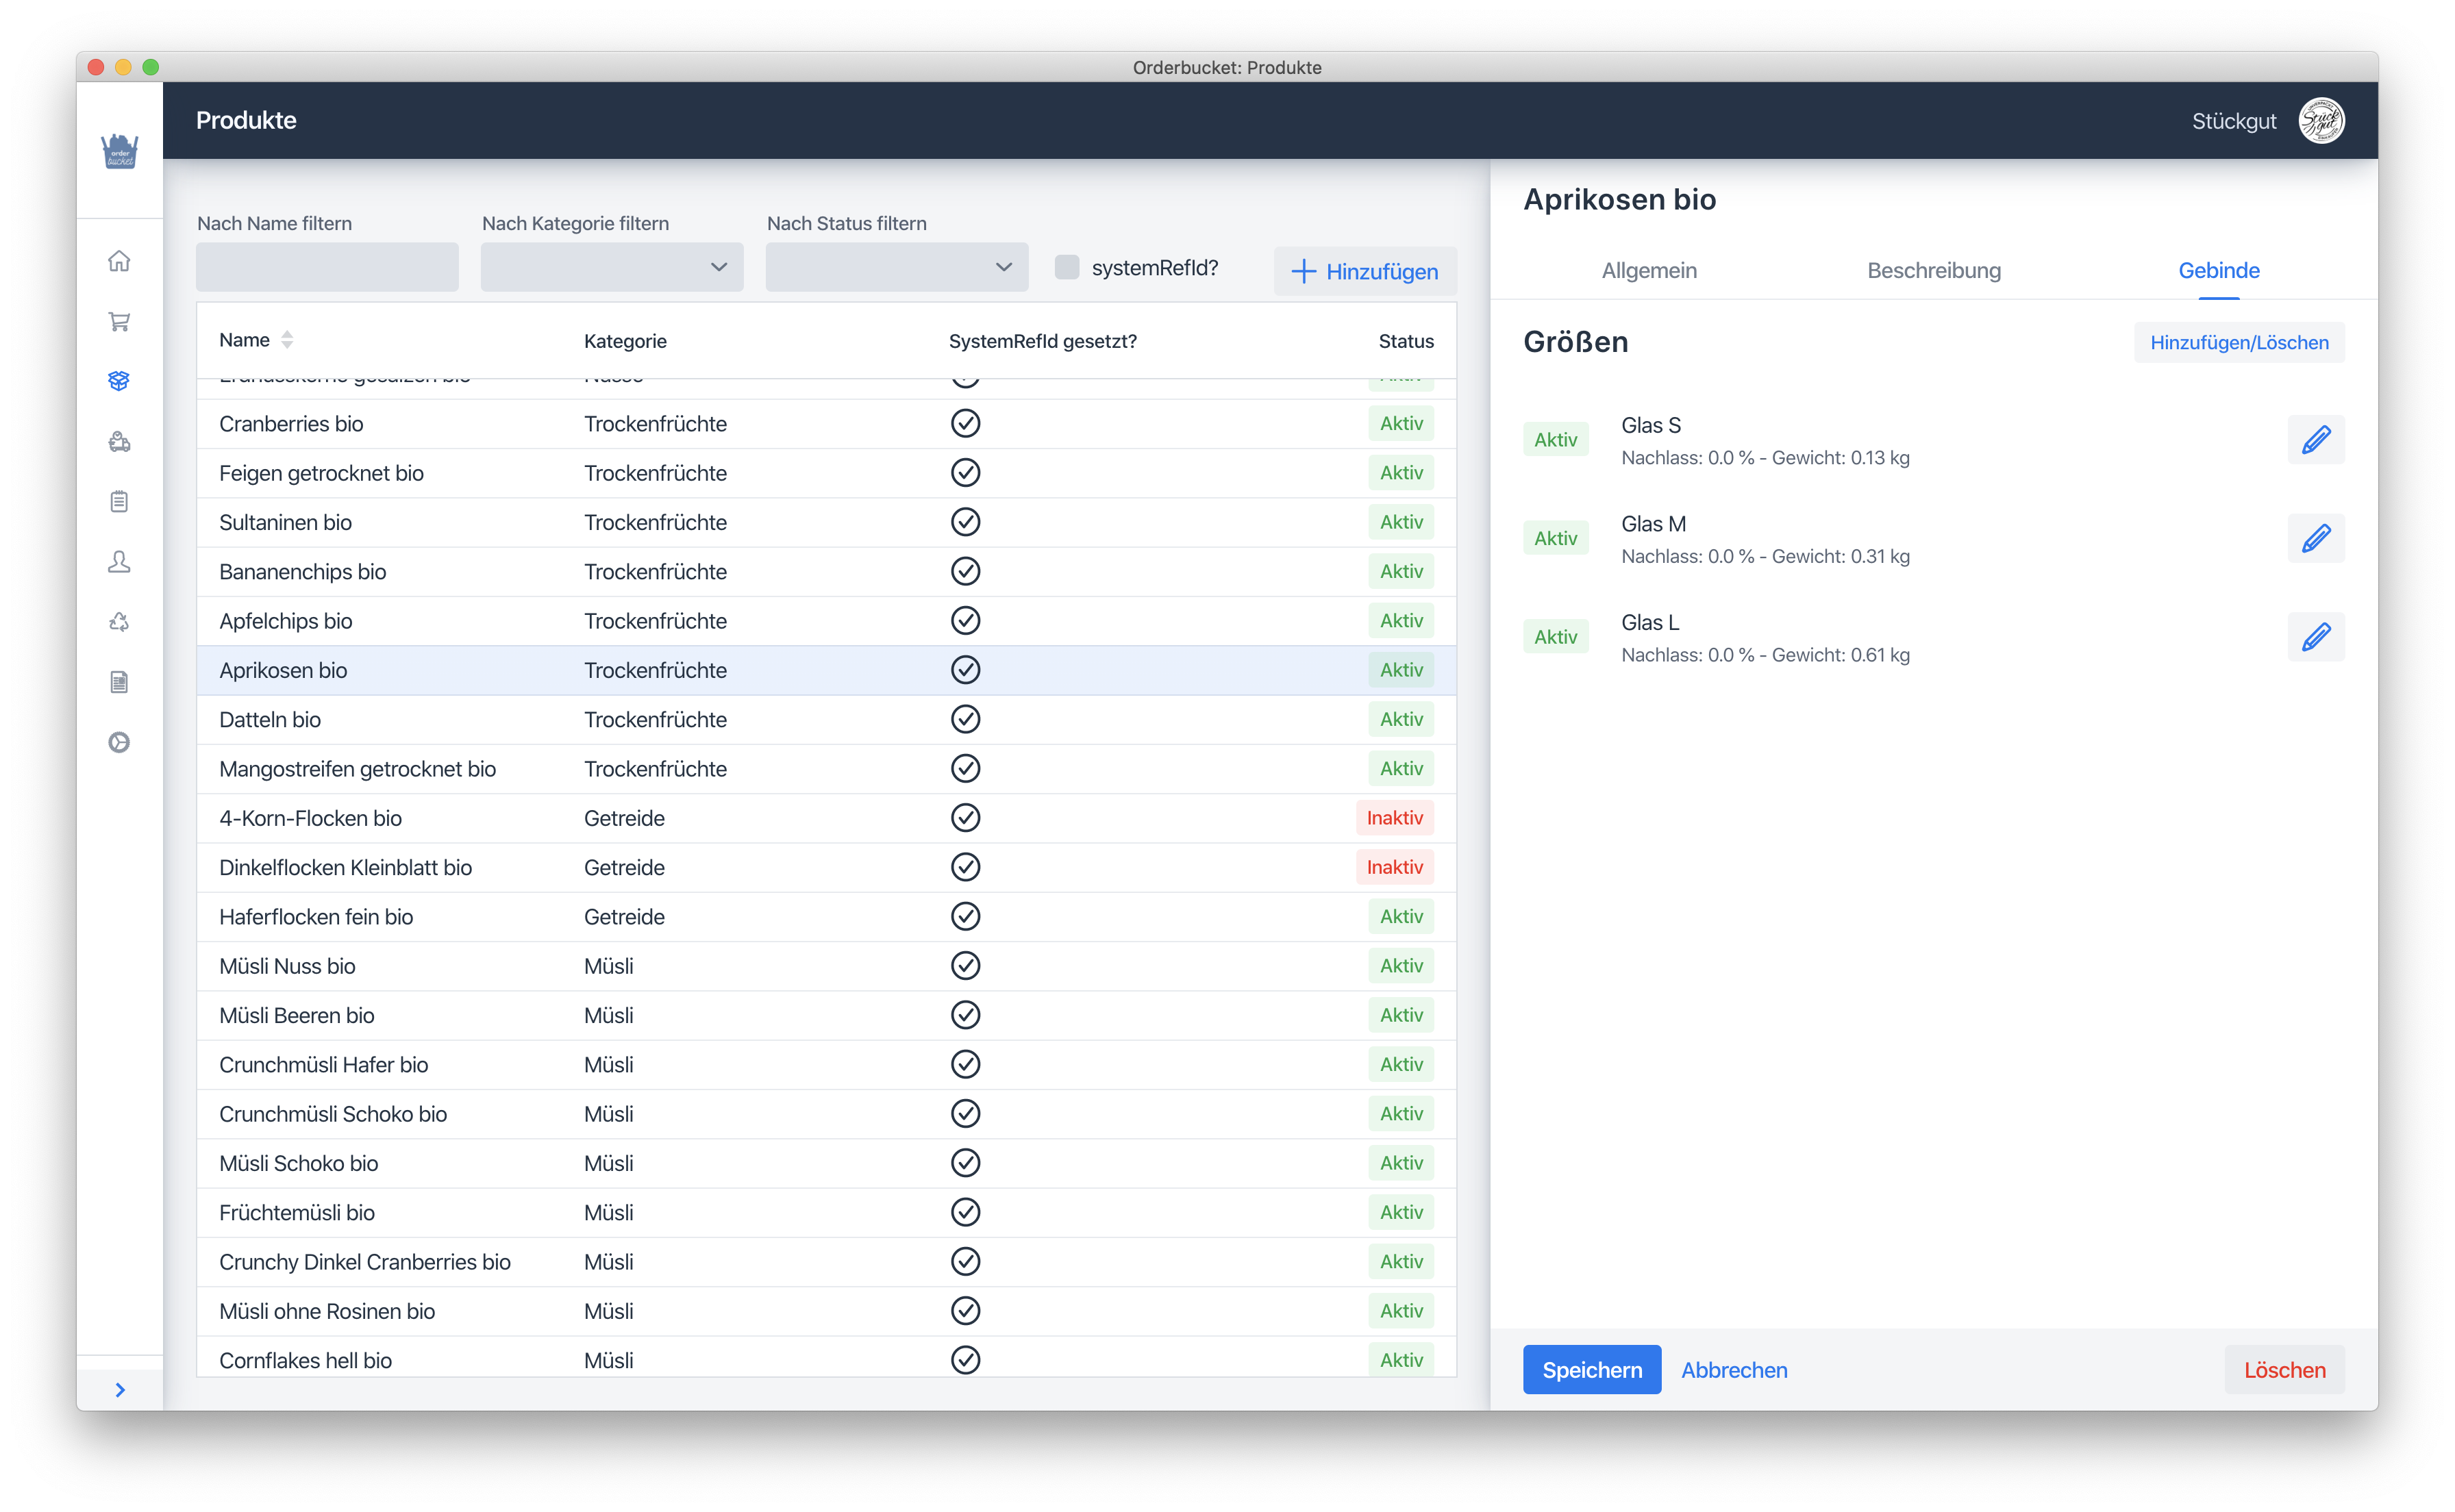 Orderbucket: Produkte
order
bucket
Produkte
Stückgut
Stück
gut
Nach Name filtern
Nach Kategorie filtern
Nach Status filtern
systemRefId?
Hinzufügen
Name
Kategorie
SystemRefId gesetzt?
Status
Cranberries bio Trockenfrüchte Aktiv
Feigen getrocknet bio Trockenfrüchte Aktiv
Sultaninen bio Trockenfrüchte Aktiv
Bananenchips bio Trockenfrüchte Aktiv
Apfelchips bio Trockenfrüchte Aktiv
Aprikosen bio Trockenfrüchte Aktiv
Datteln bio Trockenfrüchte Aktiv
Mangostreifen getrocknet bio Trockenfrüchte Aktiv
4-Korn-Flocken bio Getreide Inaktiv
Dinkelflocken Kleinblatt bio Getreide Inaktiv
Haferflocken fein bio Getreide Aktiv
Müsli Nuss bio Müsli Aktiv
Müsli Beeren bio Müsli Aktiv
Crunchmüsli Hafer bio Müsli Aktiv
Crunchmüsli Schoko bio Müsli Aktiv
Müsli Schoko bio Müsli Aktiv
Früchtemüsli bio Müsli Aktiv
Crunchy Dinkel Cranberries bio Müsli Aktiv
Müsli ohne Rosinen bio Müsli Aktiv
Cornflakes hell bio Müsli Aktiv
Aprikosen bio
Allgemein
Beschreibung
Gebinde
Größen
Hinzufügen/Löschen
Aktiv
Glas S
Nachlass: 0.0 % - Gewicht: 0.13 kg
Aktiv
Glas M
Nachlass: 0.0 % - Gewicht: 0.31 kg
Aktiv
Glas L
Nachlass: 0.0 % - Gewicht: 0.61 kg
Speichern
Abbrechen
Löschen